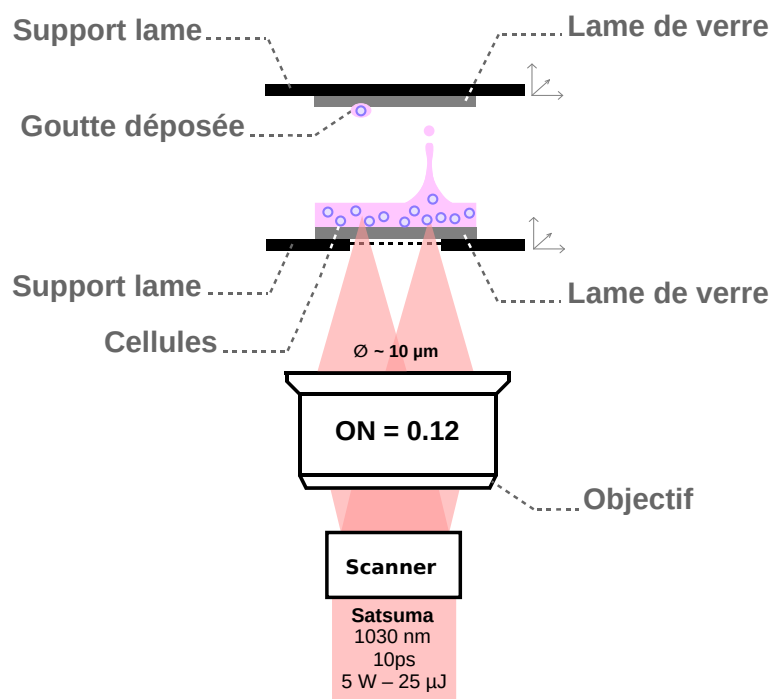 Support lame
Lame de verre
Goutte déposée
Support lame
Lame de verre
Cellules
Ø ~ 10 µm
ON = 0.12
Objectif
Scanner
Satsuma
1030 nm
10ps
5 W – 25 µJ